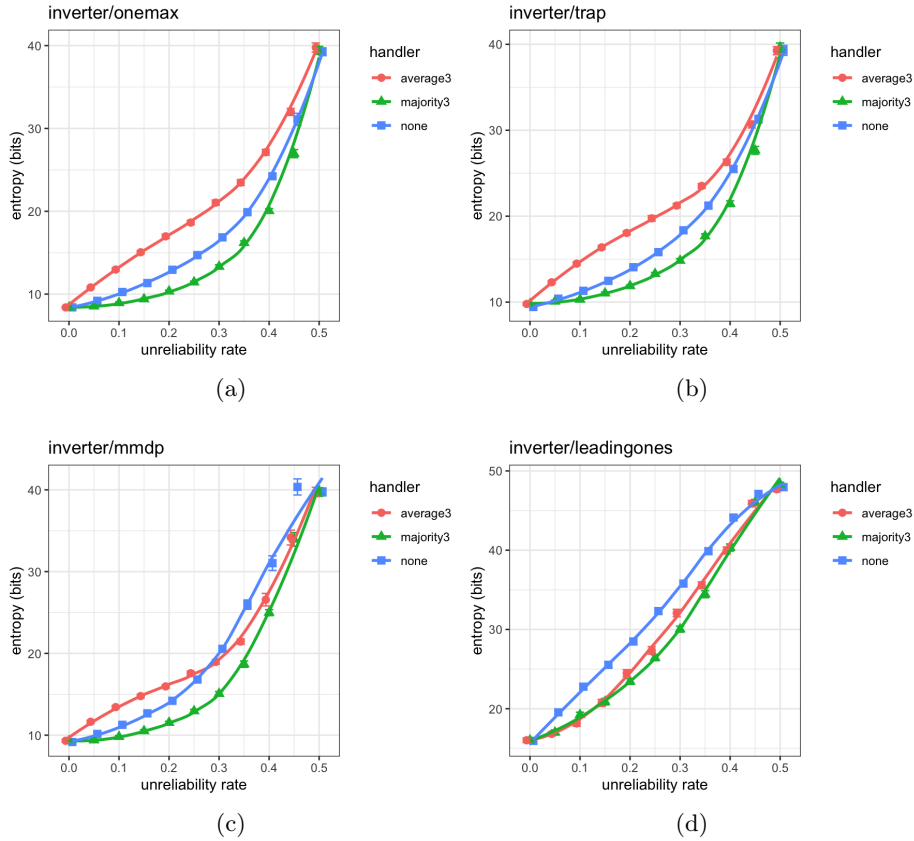 inverter/onemax
entropy (bits)
40
30
20
10
0.0 0.1 0.2 0.3 0.4 0.5
unreliability rate
handler
average3
majority3
none
(a)
inverter/trap
entropy (bits)
40
30
20
10
0.0 0.1 0.2 0.3 0.4 0.5
unreliability rate
handler
average3
majority3
none
(b)
inverter/mmdp
entropy (bits)
40
30
20
10
0.0 0.1 0.2 0.3 0.4 0.5
unreliability rate
handler
average3
majority3
none
(c)
inverter/leadingones
entropy (bits)
50
40
30
20
0.0 0.1 0.2 0.3 0.4 0.5
unreliability rate
handler
average3
majority3
none
(d)